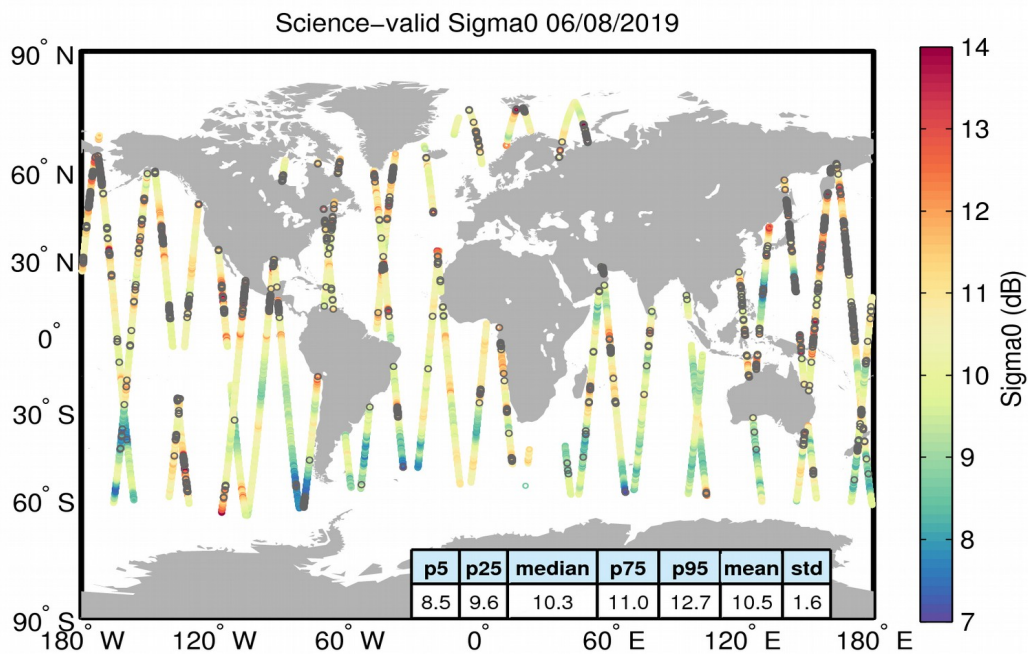 Science−valid Sigma0 06/08/2019
90° N
60° N
30° N
0°
30° S
60° S
90° S
180° W
120° W
60° W
0°
60° E
120° E
180° E
14
13
12
11
10
9
8
7
Sigma0 (dB)
p5 p25 median p75 p95 mean std
8.5 9.6 10.3 11.0 12.7 10.5 1.6